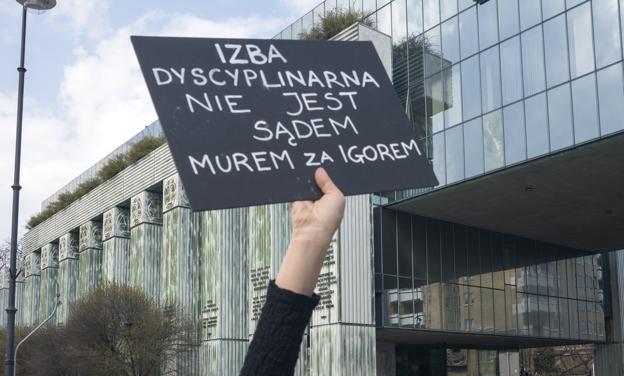 IZBA
DYSCYPLINARNA
NIE JEST
SĄDEM
MUREM ZA IGOREM